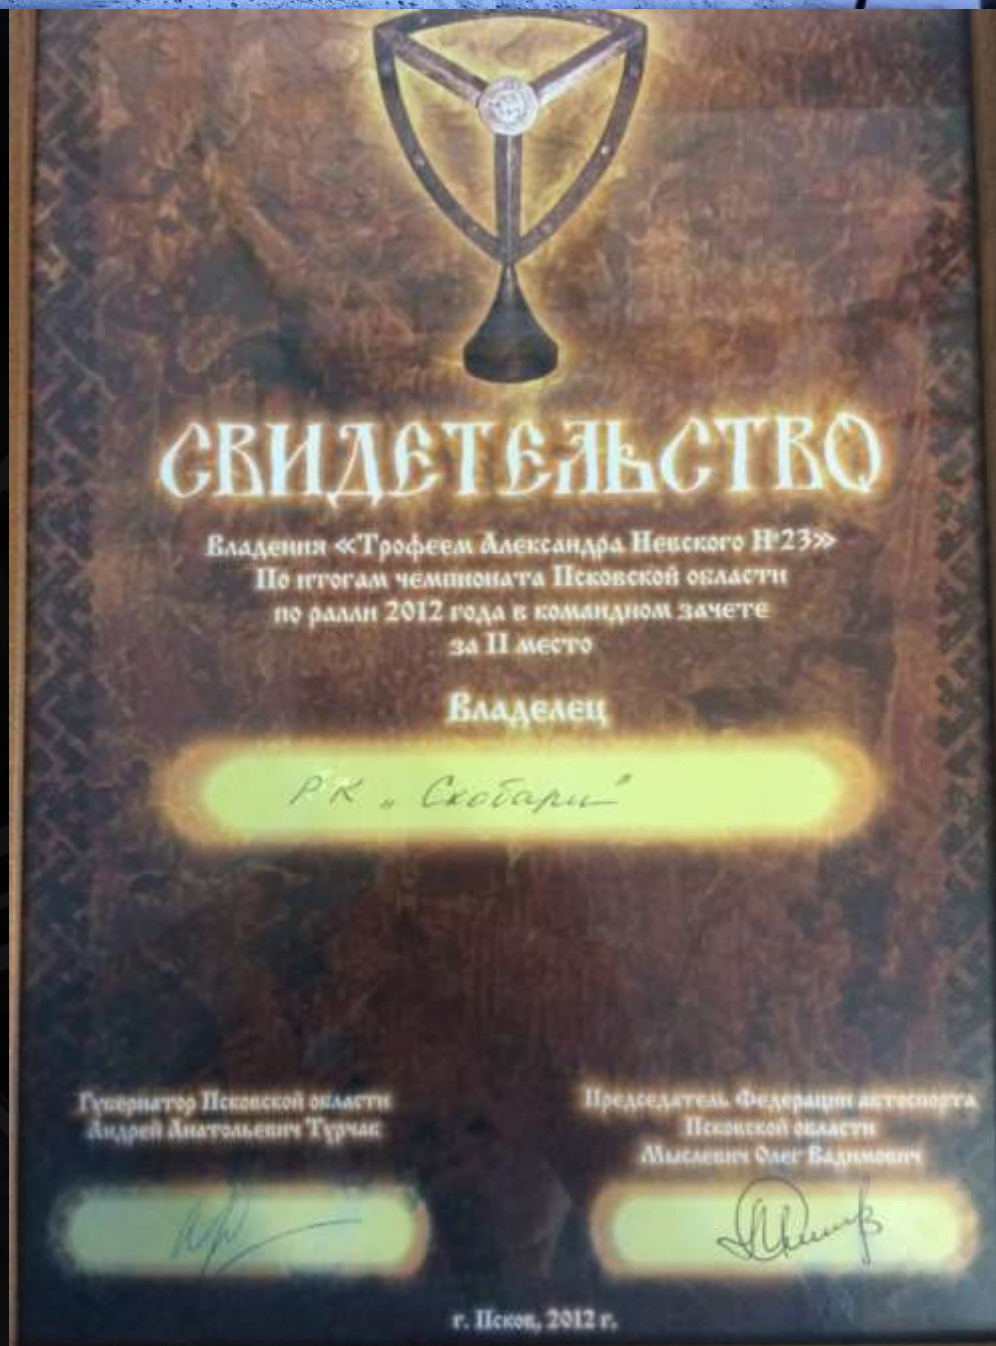 СВИДЕТЕЛЬСТВО
Владения «Трофеем Александра Невского №23»
По итогам чемпионата Псковской области
по ралли 2012 года в командном зачете
за II место
Владелец
РК „Скобари"
Губернатор Псковской области
Андрей Анатольевич Турчак
Председатель Федерации автоспорта
Псковской области
Мыслевич Олег Вадимович
г. Псков, 2012 г.